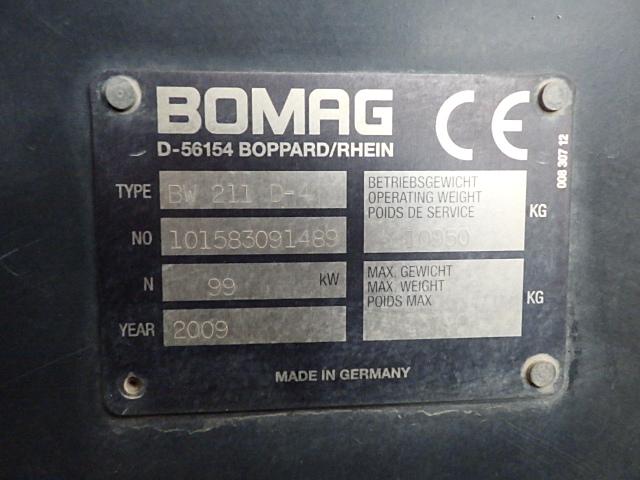 BOMAG CE
D-56154 BOPPARD/RHEIN
008 307 12
TYPE BW 211 D-4
NO 101583091489
N 99 kW
YEAR 2009
BETRIEBSGEWICHT
OPERATING WEIGHT
POIDS DE SERVICE
KG
MAX. GEWICHT
MAX. WEIGHT
POIDS MAX
KG
MADE IN GERMANY